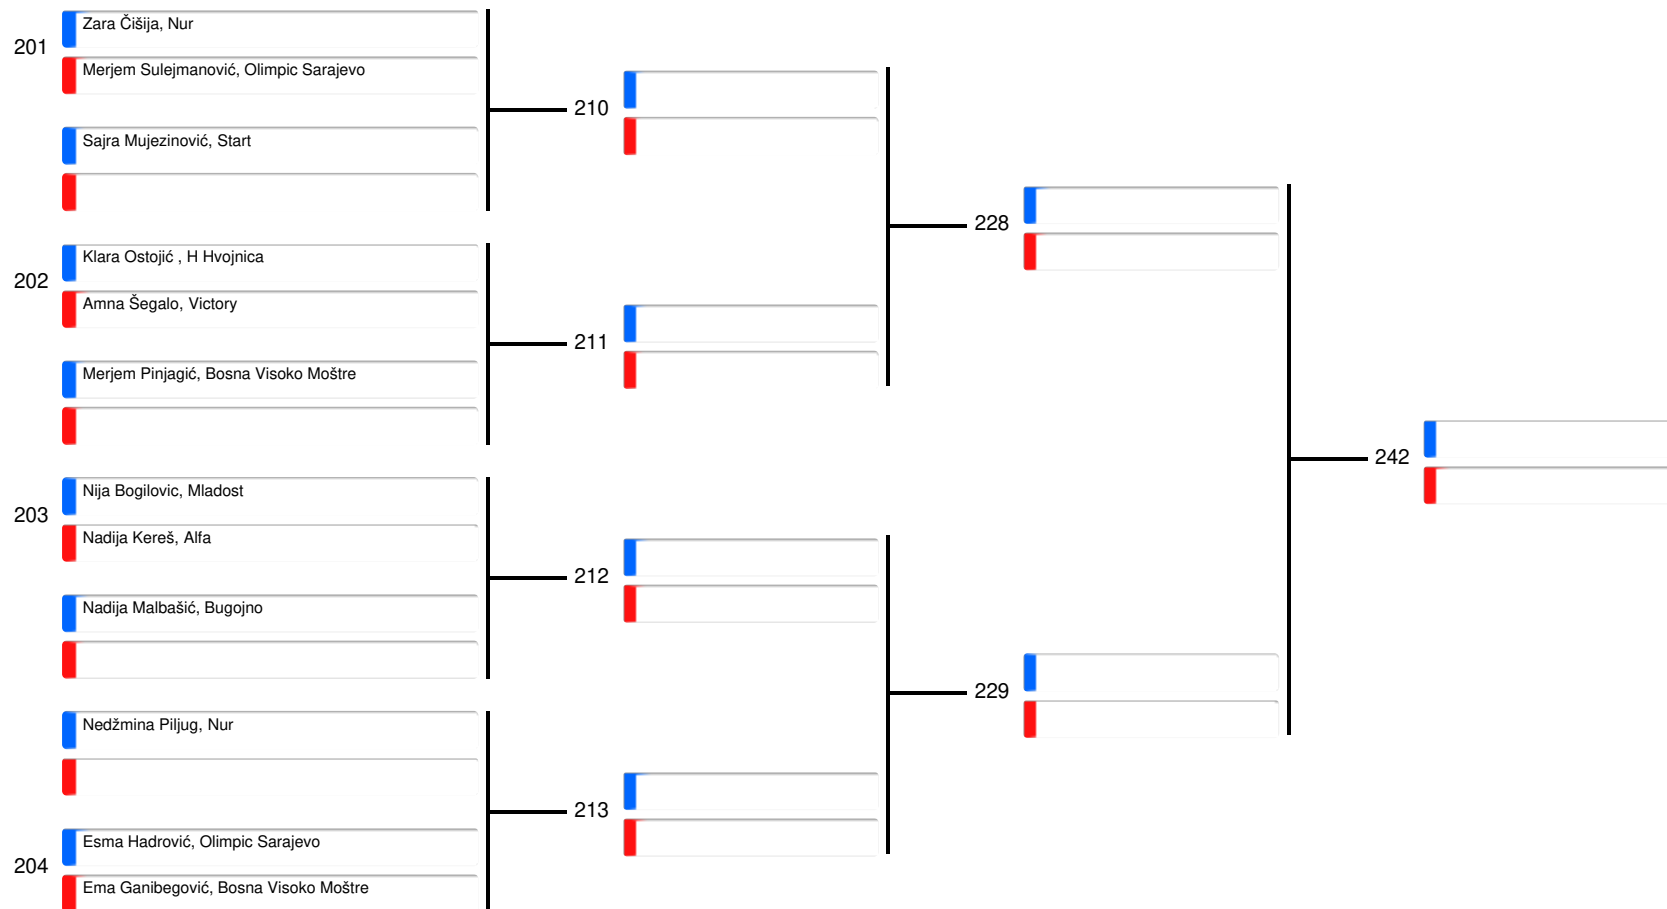 201
Zara Čišija, Nur
Merjem Sulejmanović, Olimpic Sarajevo
Sajra Mujezinović, Start
202
Klara Ostojić , H Hvojnica
Amna Šegalo, Victory
Merjem Pinjagić, Bosna Visoko Moštre
203
Nija Bogilovic, Mladost
Nadija Kereš, Alfa
Nadija Malbašić, Bugojno
Nedžmina Piljug, Nur
204
Esma Hadrović, Olimpic Sarajevo
Ema Ganibegović, Bosna Visoko Moštre
210
211
212
213
228
229
242